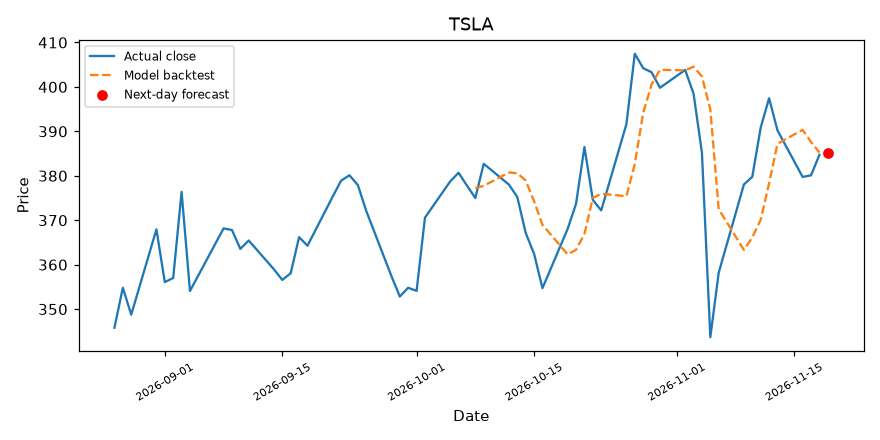 TSLA
Actual close
Model backtest
Next-day forecast
Price
410
400
390
380
370
360
350
2026-09-01
2026-09-15
2026-10-01
2026-10-15
2026-11-01
2026-11-15
Date